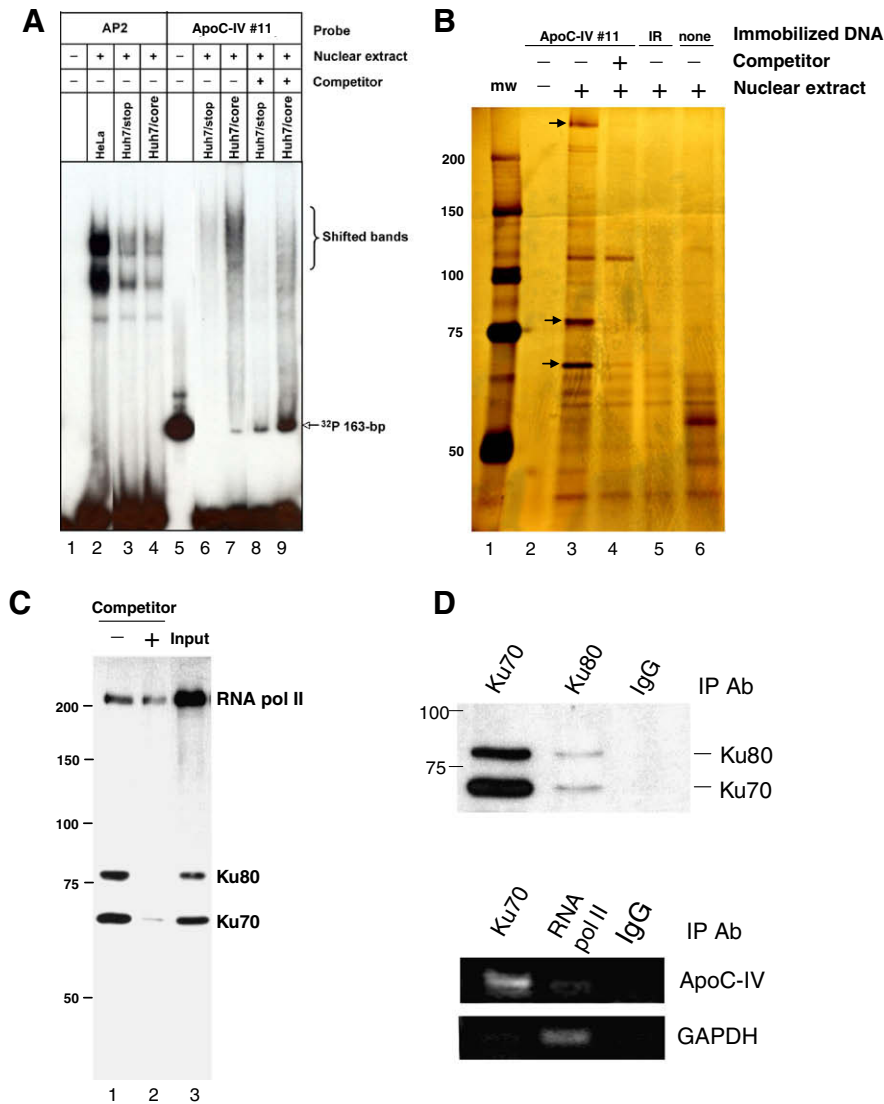 A
AP2 ApoC-IV #11 Probe
– + + + – + + + + Nuclear extract
– – – – – – – + + Competitor
HeLa Huh7/stop Huh7/core Huh7/stop Huh7/core Huh7/stop Huh7/core
Shifted bands
32P 163-bp
1 2 3 4 5 6 7 8 9
B
ApoC-IV #11 IR none Immobilized DNA
– – + – – Competitor
mw – + + + + Nuclear extract
200
150
100
75
50
1 2 3 4 5 6
C
Competitor
– + Input
200 RNA pol II
150
100
75 Ku80
Ku70
50
1 2 3
D
Ku70 Ku80 IgG IP Ab
100
Ku80
75
Ku70
Ku70 RNA pol II IgG IP Ab
ApoC-IV
GAPDH